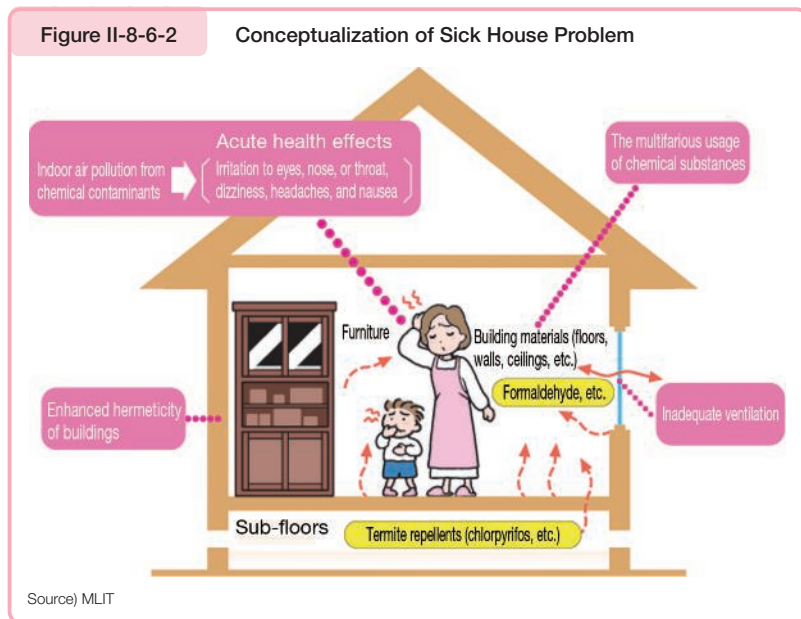 Figure II-8-6-2
Conceptualization of Sick House Problem
Acute health effects
Indoor air pollution from
chemical contaminants
Irritation to eyes, nose, or throat,
dizziness, headaches, and nausea
The multifarious usage
of chemical substances
Furniture
Building materials (floors,
walls, ceilings, etc.)
Formaldehyde, etc.
Enhanced hermeticity
of buildings
Inadequate ventilation
Sub-floors
Termite repellents (chlorpyrifos, etc.)
Source) MLIT